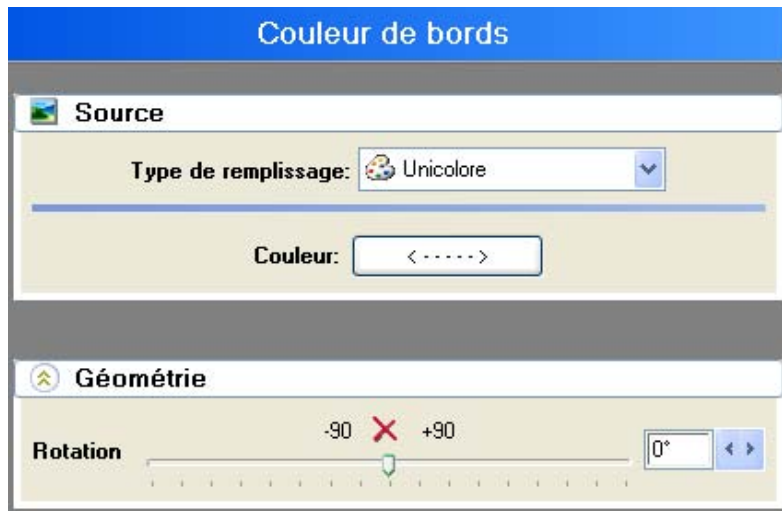 Couleur de bords
Source
Type de remplissage: Unicolore
Couleur: <----->
Géométrie
-90 +90
Rotation 0°